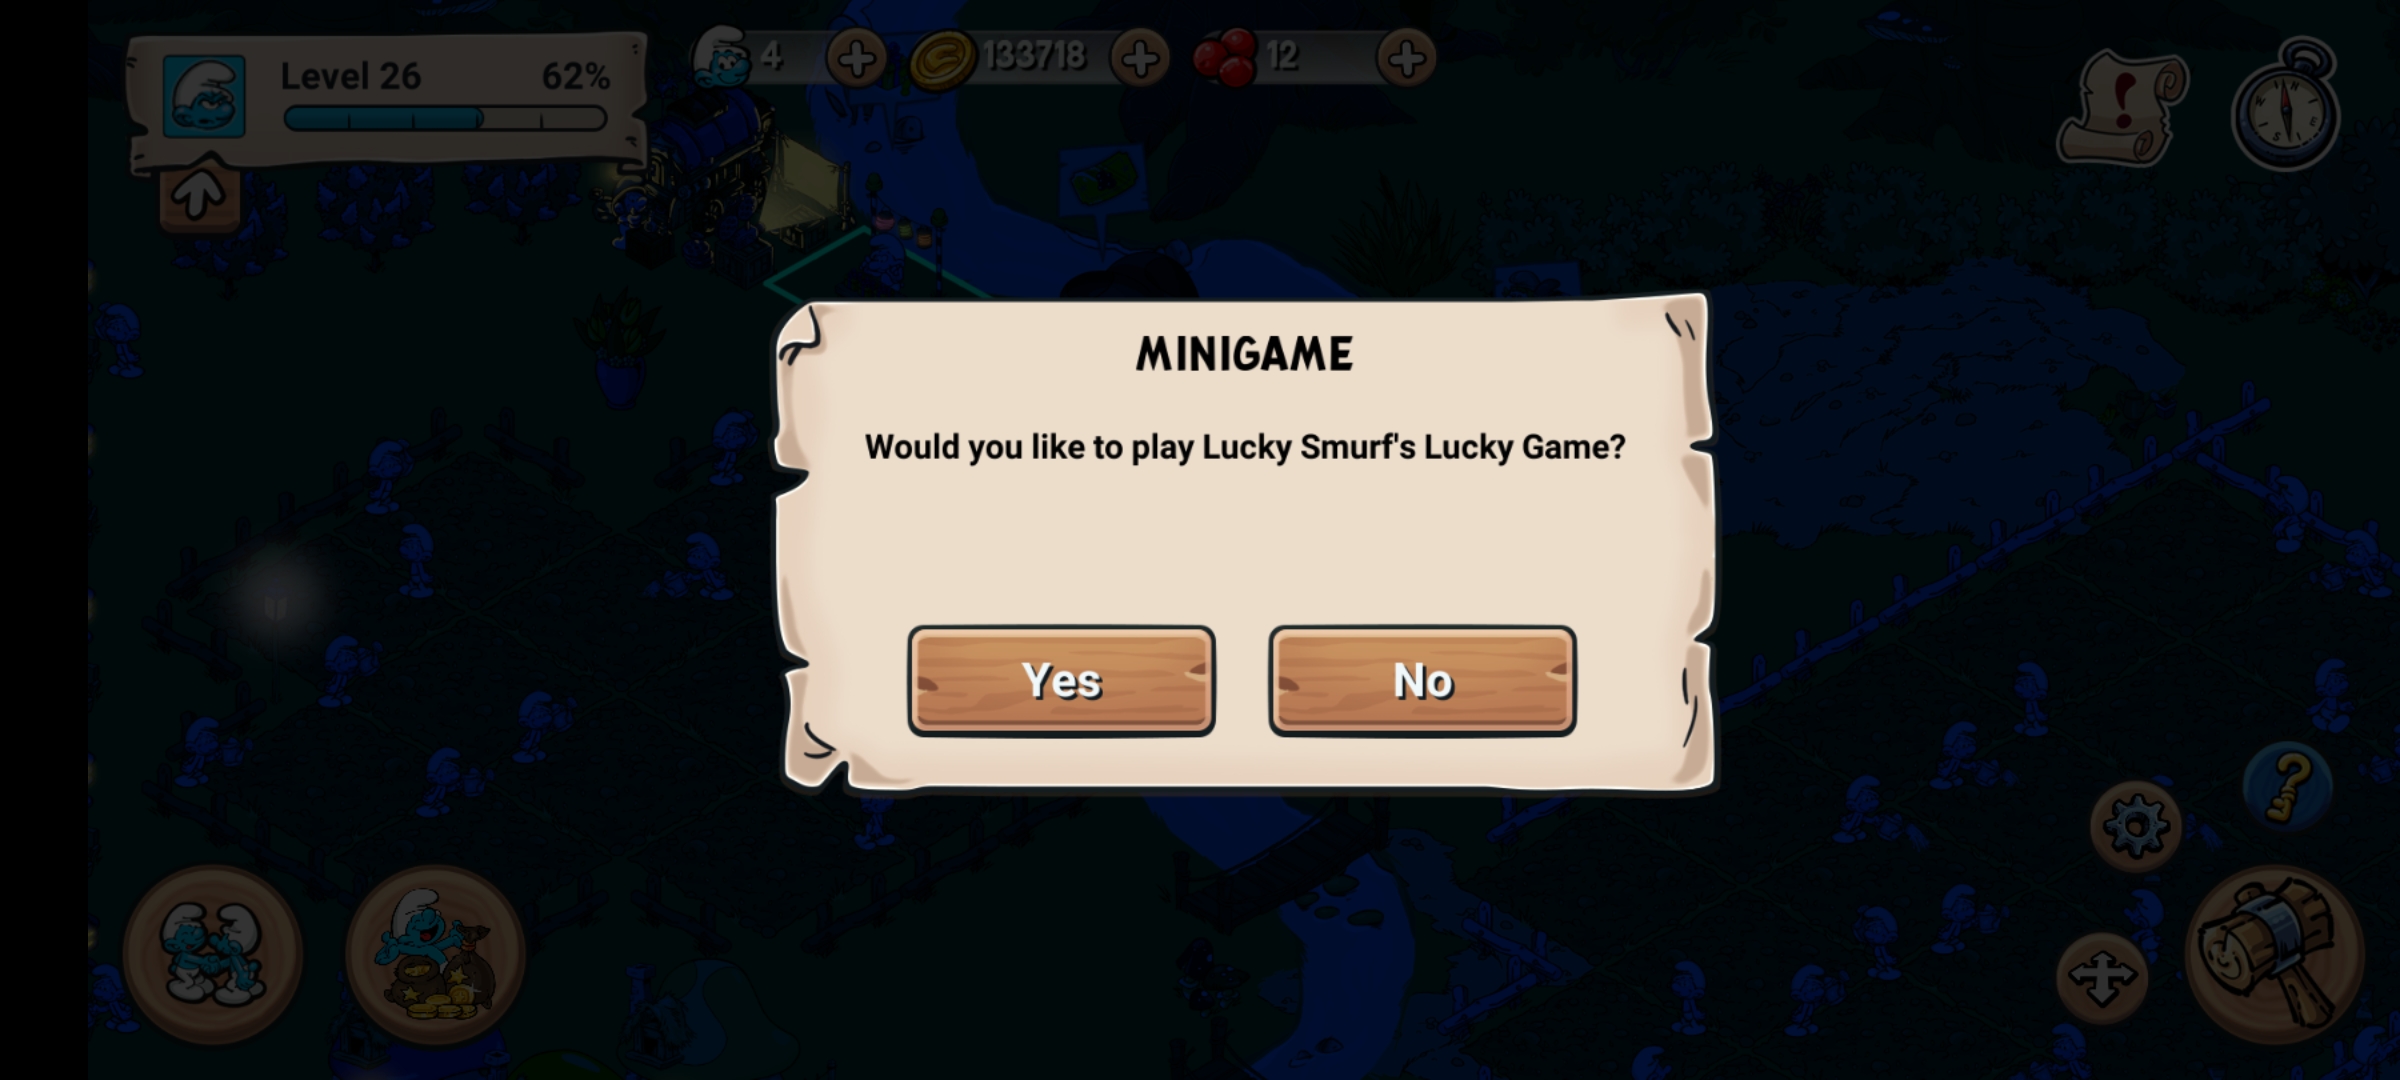 Level 26 62%
4
133718
12
MINIGAME
Would you like to play Lucky Smurf's Lucky Game?
Yes
No